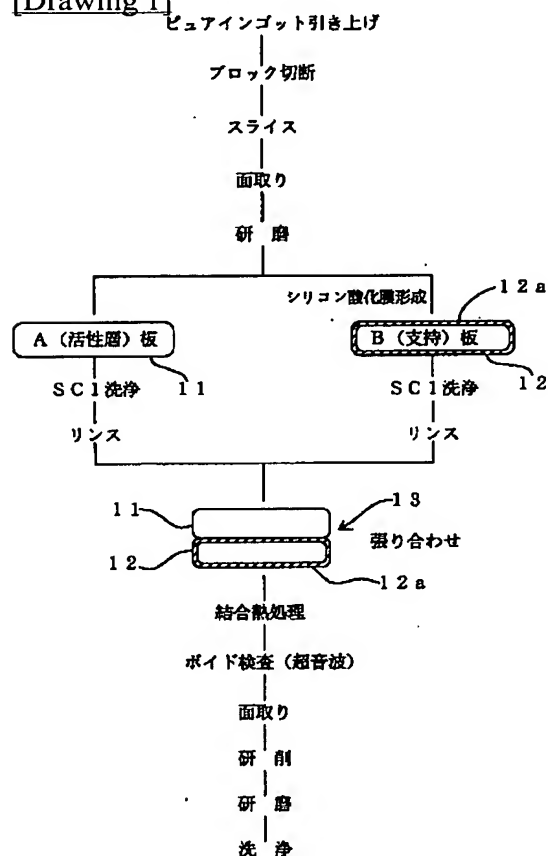 [Drawing 1]
ピュアインゴット引き上げ
ブロック切断
スライス
面取り
研 磨
シリコン酸化膜形成
12a
A（活性層）板
B（支持）板
11
12
SC1洗浄
SC1洗浄
リンス
リンス
11
13
張り合わせ
12
12a
結合熱処理
ボイド検査（超音波）
面取り
研 削
研 磨
洗 浄